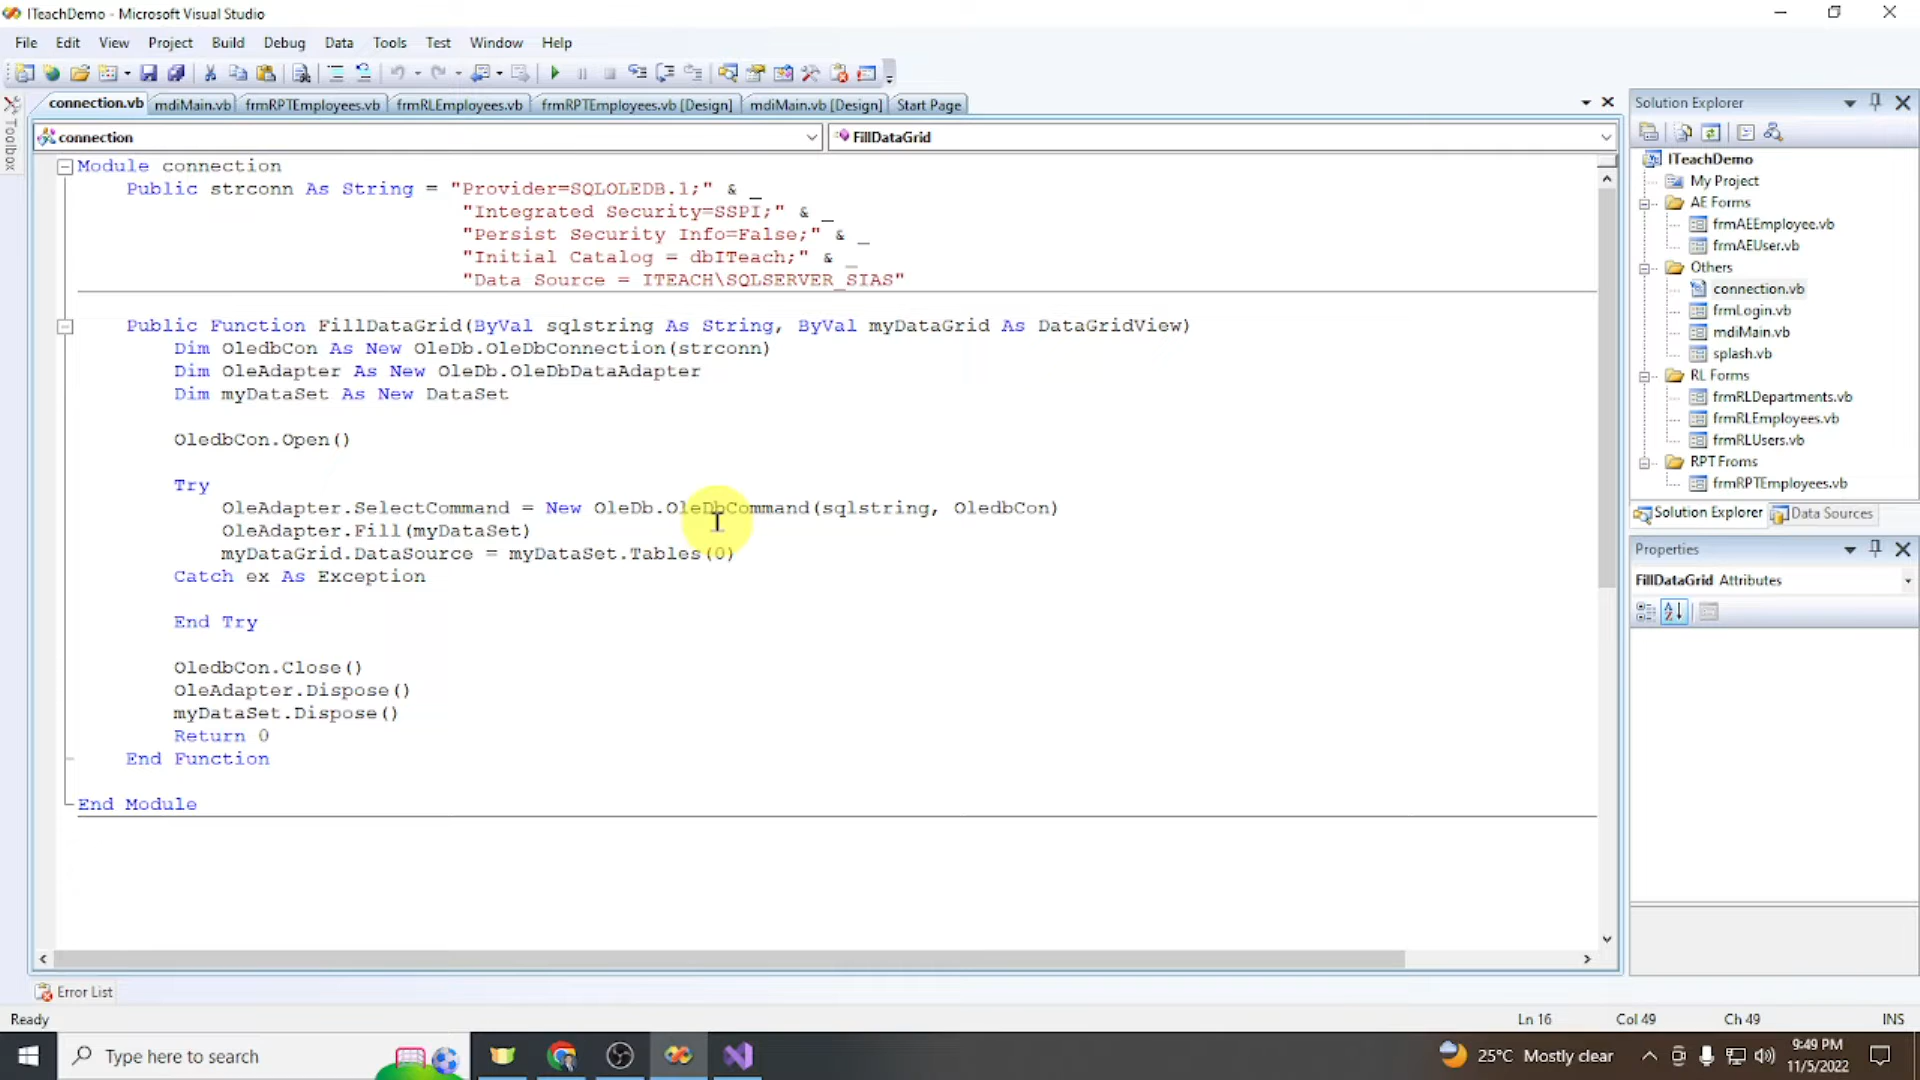 ITeachDemo - Microsoft Visual Studio
File Edit View Project Build Debug Data Tools Test Window Help
connection.vb mdiMain.vb frmRPTEmployees.vb frmRLEmployees.vb frmRPTEmployees.vb [Design] mdiMain.vb [Design] Start Page
Toolbox
connection FillDataGrid
Module connection
Public strconn As String = "Provider=SQLOLEDB.1;" & _
"Integrated Security=SSPI;" & _
"Persist Security Info=False;" & _
"Initial Catalog = dbITeach;" & _
"Data Source = ITEACH\SQLSERVER_SIAS"
Public Function FillDataGrid(ByVal sqlstring As String, ByVal myDataGrid As DataGridView)
Dim OledbCon As New OleDb.OleDbConnection(strconn)
Dim OleAdapter As New OleDb.OleDbDataAdapter
Dim myDataSet As New DataSet
OledbCon.Open()
Try
OleAdapter.SelectCommand = New OleDb.OleDbCommand(sqlstring, OledbCon)
OleAdapter.Fill(myDataSet)
myDataGrid.DataSource = myDataSet.Tables(0)
Catch ex As Exception
End Try
OledbCon.Close()
OleAdapter.Dispose()
myDataSet.Dispose()
Return 0
End Function
End Module
Solution Explorer
ITeachDemo
My Project
AE Forms
frmAEEmployee.vb
frmAEUser.vb
Others
connection.vb
frmLogin.vb
mdiMain.vb
splash.vb
RL Forms
frmRLDepartments.vb
frmRLEmployees.vb
frmRLUsers.vb
RPT Froms
frmRPTEmployees.vb
Solution Explorer Data Sources
Properties
FillDataGrid Attributes
Error List
Ready Ln 16 Col 49 Ch 49 INS
Type here to search
25°C Mostly clear
9:49 PM
11/5/2022